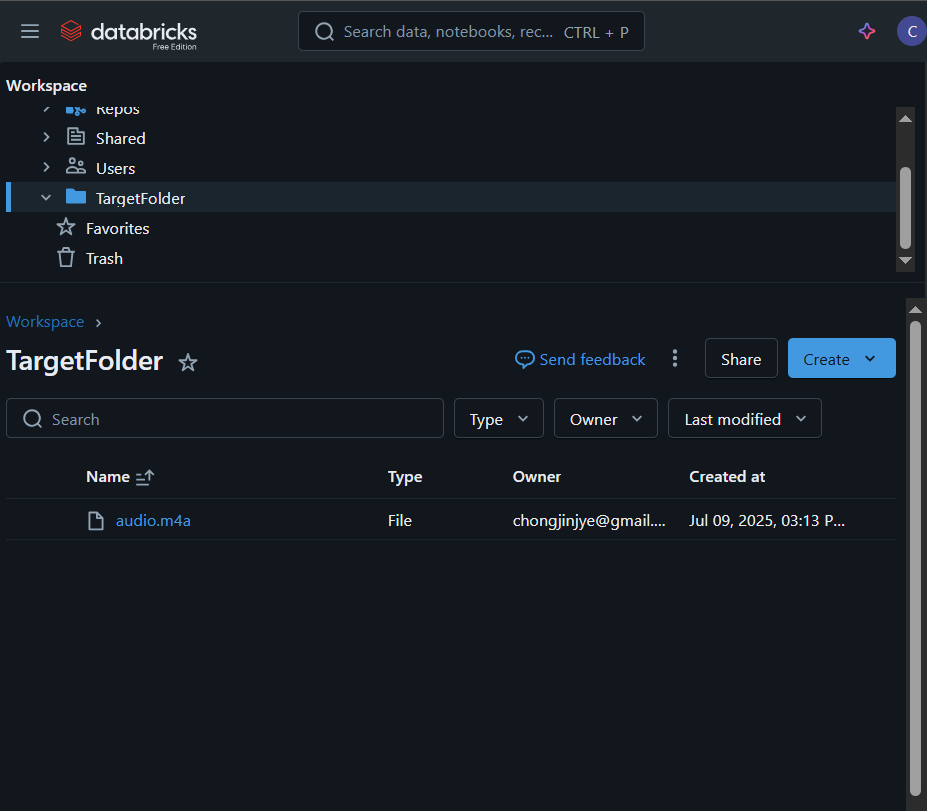 databricks
Free Edition
Search data, notebooks, rec... CTRL + P
C
Workspace
Repos
Shared
Users
TargetFolder
Favorites
Trash
Workspace
TargetFolder
Send feedback
Share
Create
Search
Type
Owner
Last modified
Name Type Owner Created at
audio.m4a File chongjinjye@gmail.... Jul 09, 2025, 03:13 P...